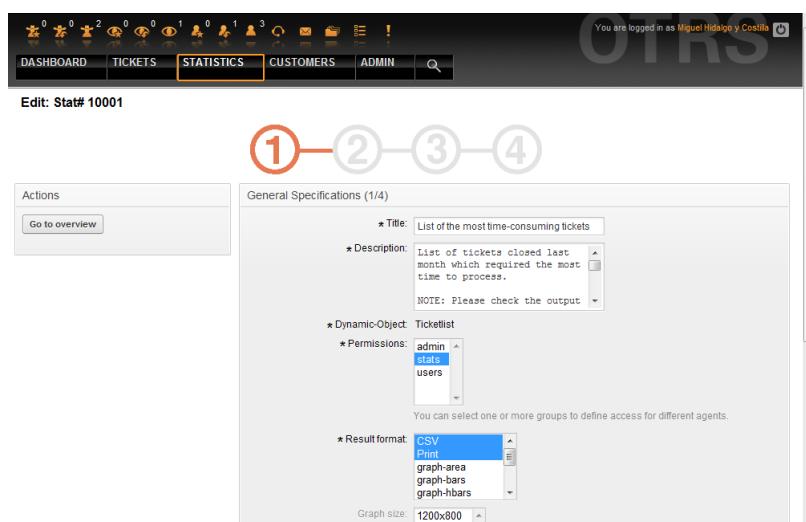 0 0 2 0 0 1 0 1 3
You are logged in as Miguel Hidalgo y Costilla
OTRS
DASHBOARD TICKETS STATISTICS CUSTOMERS ADMIN
Edit: Stat# 10001
1 2 3 4
Actions
Go to overview
General Specifications (1/4)
★ Title: List of the most time-consuming tickets
★ Description: List of tickets closed last
month which required the most
time to process.
NOTE: Please check the output
★ Dynamic-Object: Ticketlist
★ Permissions: admin
stats
users
You can select one or more groups to define access for different agents.
★ Result format: CSV
Print
graph-area
graph-bars
graph-hbars
Graph size: 1200x800